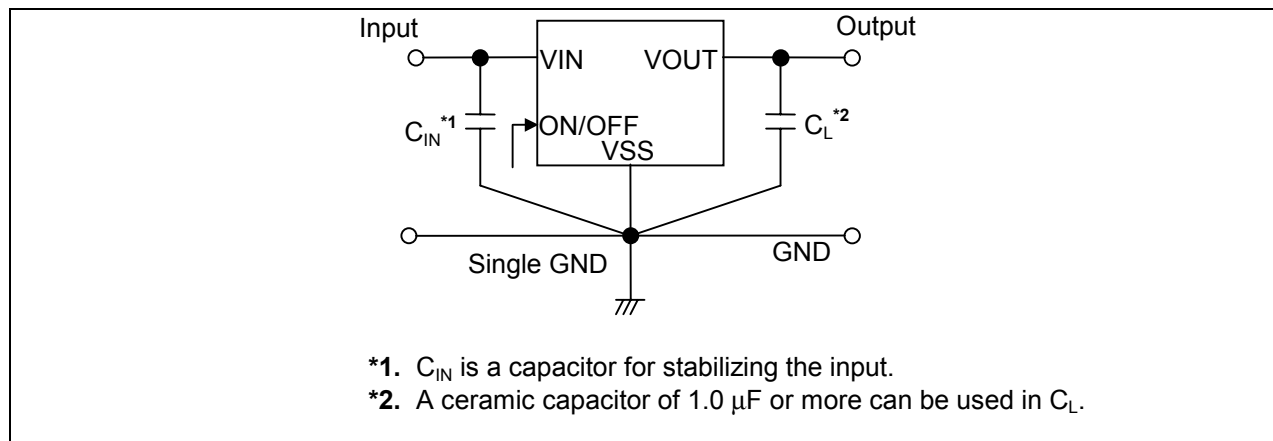 Input
Output
VIN
VOUT
C_IN*1
ON/OFF
C_L*2
VSS
Single GND
GND
*1. C_IN is a capacitor for stabilizing the input.
*2. A ceramic capacitor of 1.0 μF or more can be used in C_L.